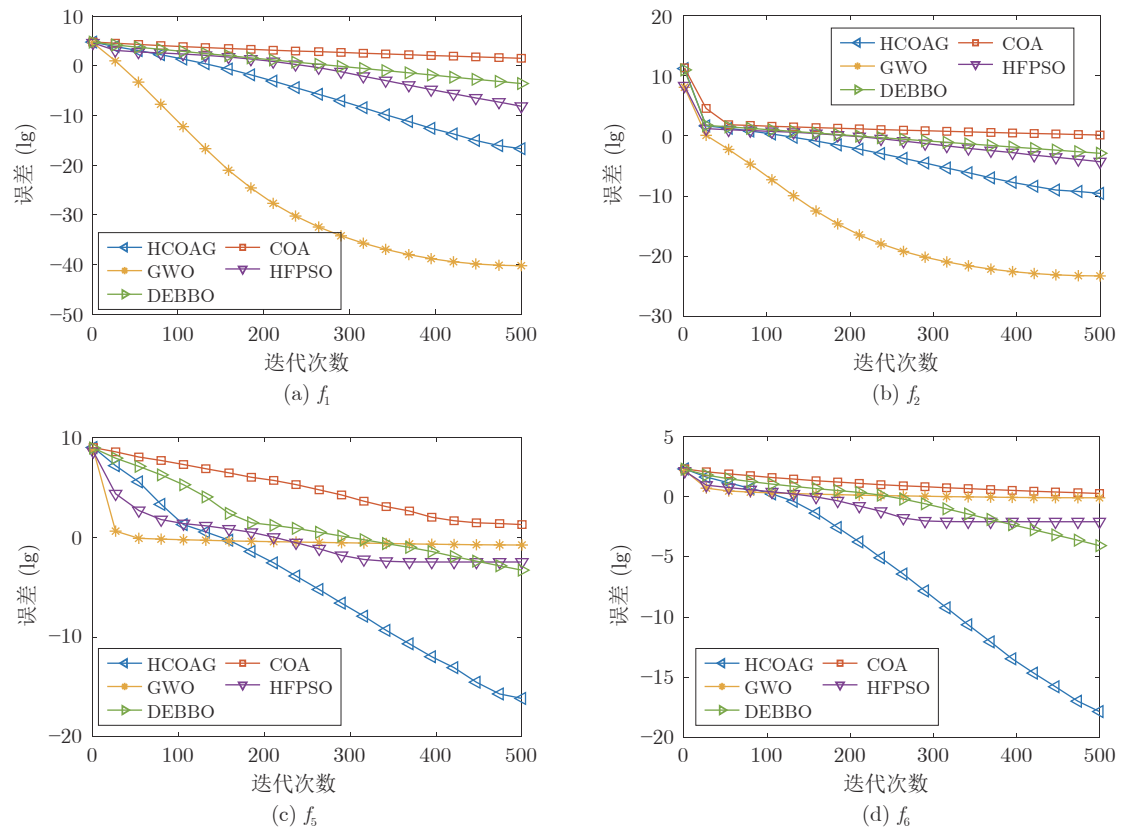 10
0
−10
−20
−30
−40
−50
误差 (lg)
HCOAG COA
GWO HFPSO
DEBBO
0 100 200 300 400 500
迭代次数
(a) f1
20
10
0
−10
−20
−30
误差 (lg)
HCOAG COA
GWO HFPSO
DEBBO
0 100 200 300 400 500
迭代次数
(b) f2
10
0
−10
−20
误差 (lg)
HCOAG COA
GWO HFPSO
DEBBO
0 100 200 300 400 500
迭代次数
(c) f5
5
0
−5
−10
−15
−20
误差 (lg)
HCOAG COA
GWO HFPSO
DEBBO
0 100 200 300 400 500
迭代次数
(d) f6